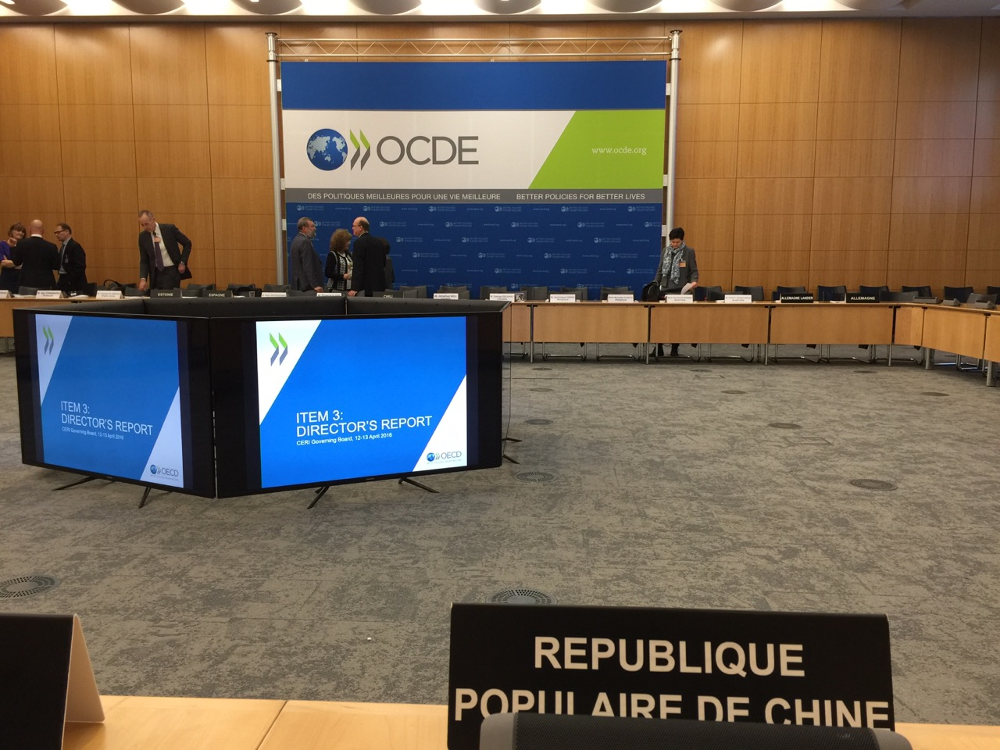 OCDE
www.ocde.org
DES POLITIQUES MEILLEURES POUR UNE VIE MEILLEURE BETTER POLICIES FOR BETTER LIVES
ESTONIE
ESPAGNE
CHILI
ALLEMAGNE LANDER
ALLEMAGNE
ITEM 3:
DIRECTOR'S REPORT
CERI Governing Board, 12-13 April 2016
OECD
ITEM 3:
DIRECTOR'S REPORT
CERI Governing Board, 12-13 April 2016
OECD
REPUBLIQUE
POPULAIRE DE CHINE